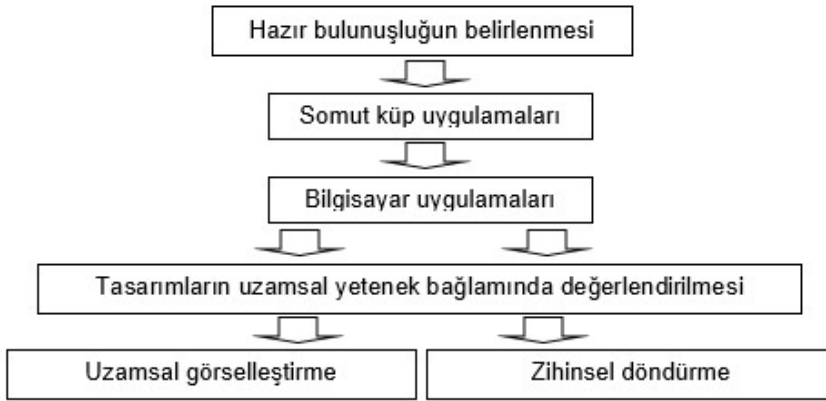 Hazır bulunuşluğun belirlenmesi
Somut küp uygulamaları
Bilgisayar uygulamaları
Tasarımların uzamsal yetenek bağlamında değerlendirilmesi
Uzamsal görselleştirme
Zihinsel döndürme